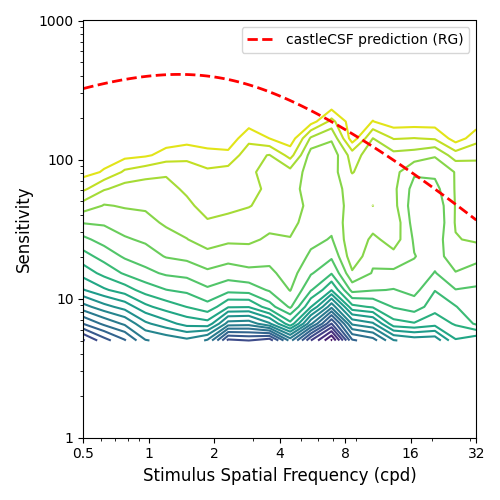 castleCSF prediction (RG)
1000
100
10
1
Sensitivity
0.5 1 2 4 8 16 32
Stimulus Spatial Frequency (cpd)